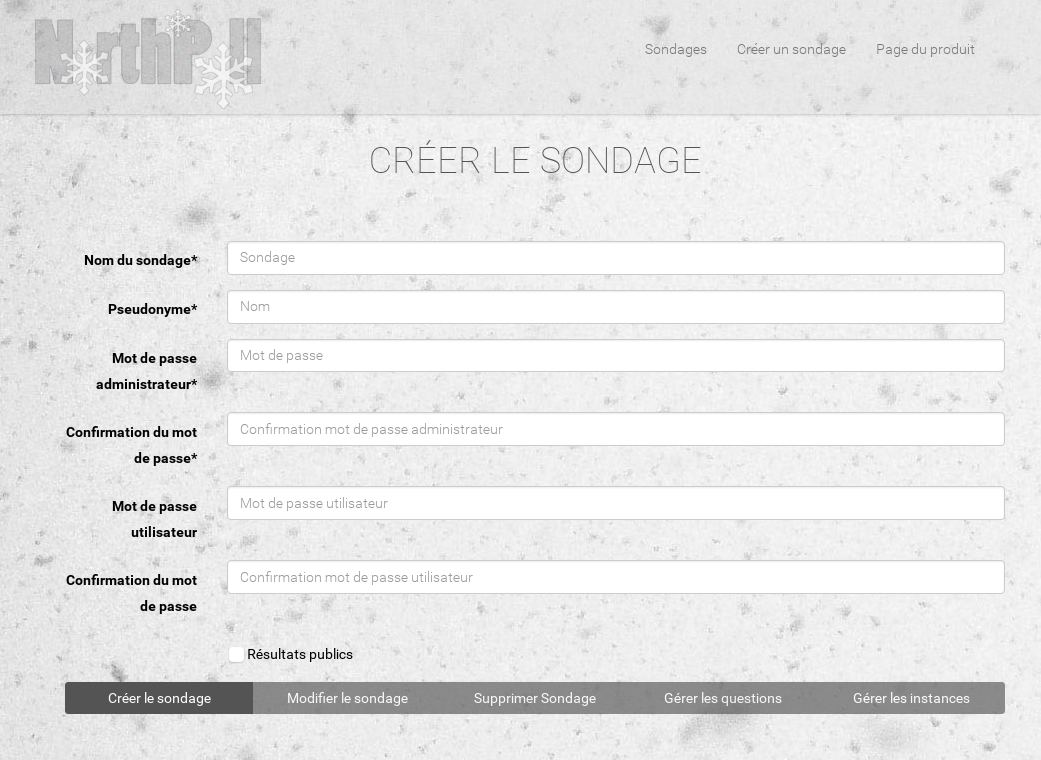 NorthPoll
Sondages Créer un sondage Page du produit
CRÉER LE SONDAGE
Nom du sondage* Sondage
Pseudonyme* Nom
Mot de passe administrateur* Mot de passe
Confirmation du mot de passe* Confirmation mot de passe administrateur
Mot de passe utilisateur Mot de passe utilisateur
Confirmation du mot de passe Confirmation mot de passe utilisateur
Résultats publics
Créer le sondage Modifier le sondage Supprimer Sondage Gérer les questions Gérer les instances